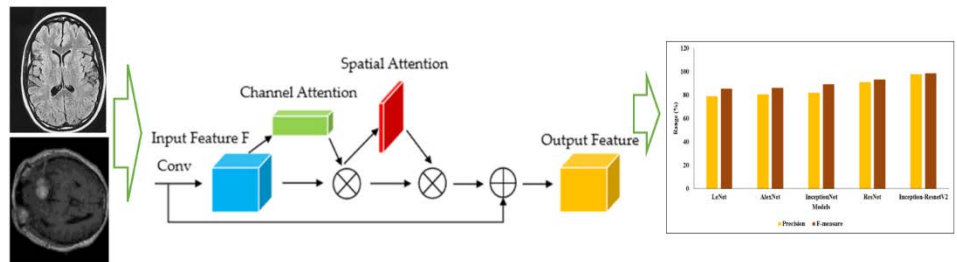 Spatial Attention
Channel Attention
Input Feature F
Conv
Output Feature
Range (%)
120
100
80
60
40
20
0
LeNet
AlexNet
InceptionNet
ResNet
Inception-ResnetV2
Models
Precision
F-measure